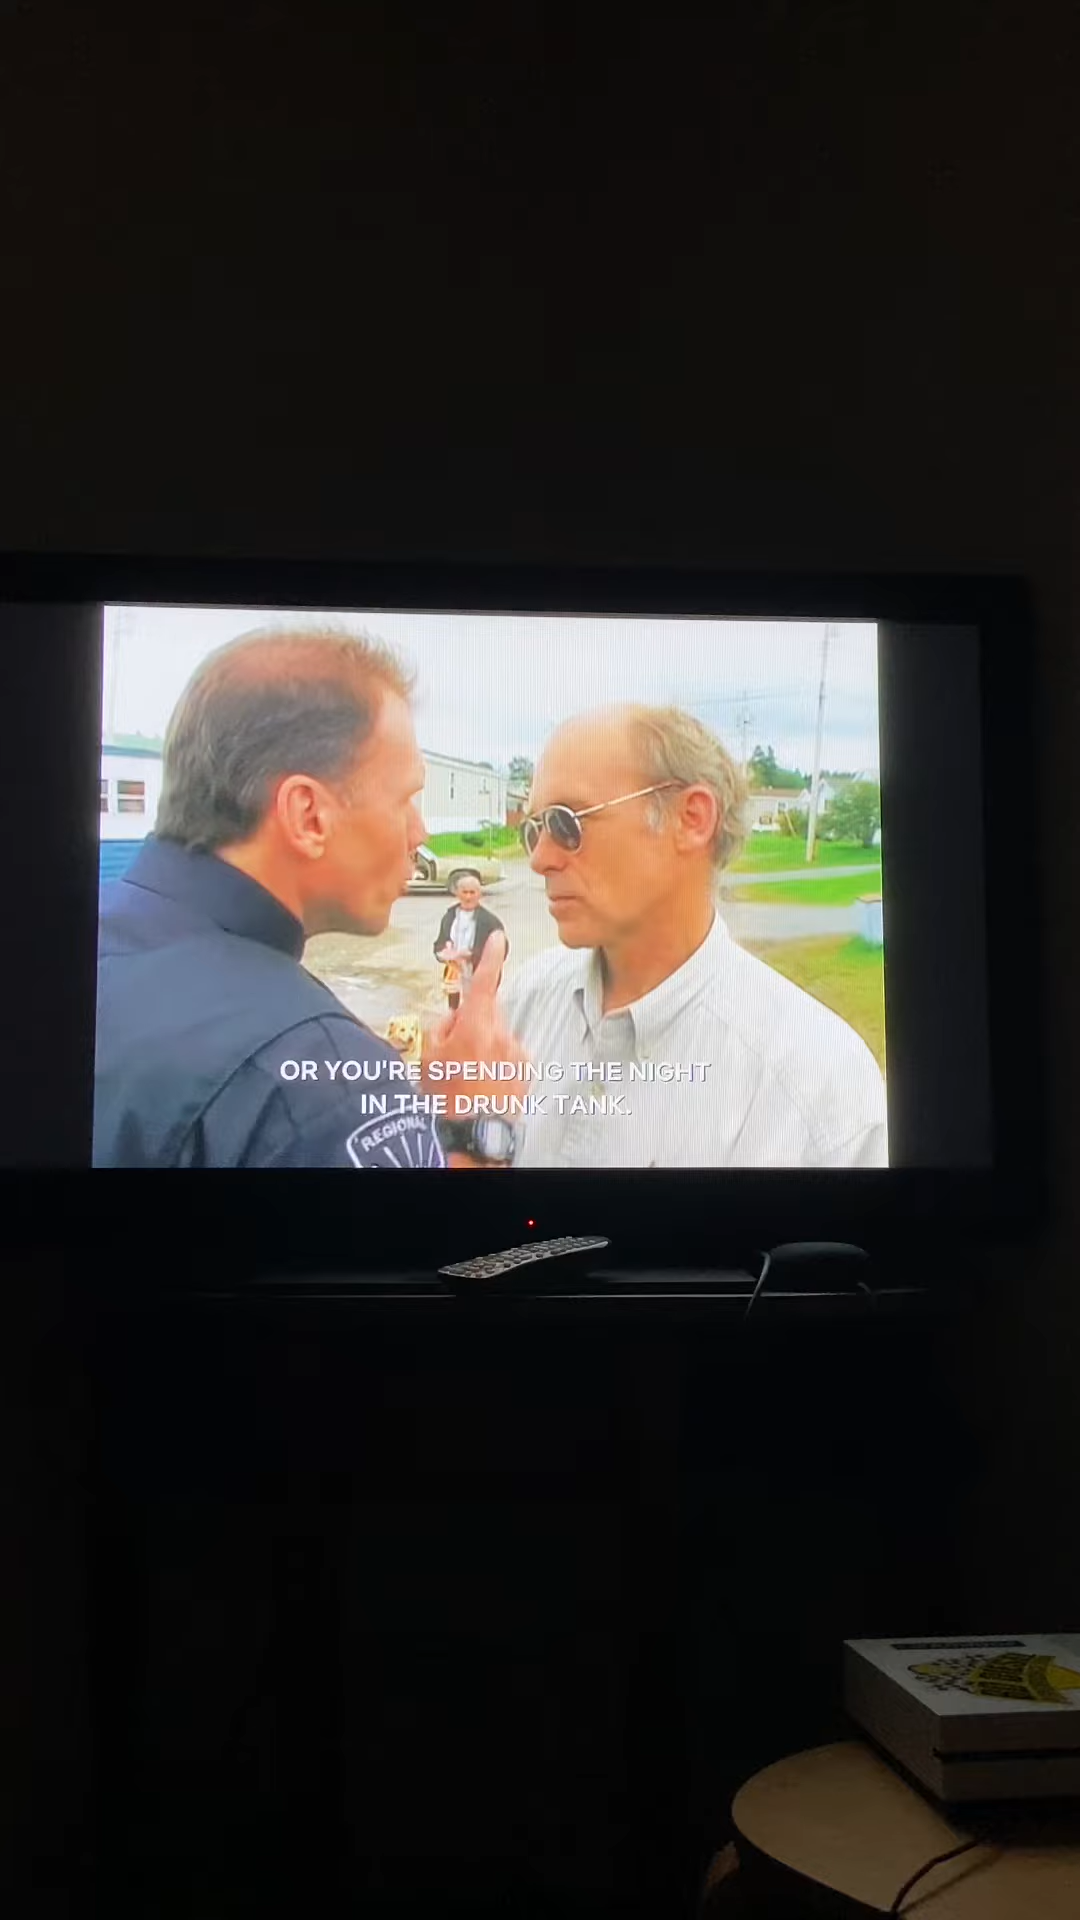 OR YOU'RE SPENDING THE NIGHT
IN THE DRUNK TANK.
REGIONAL